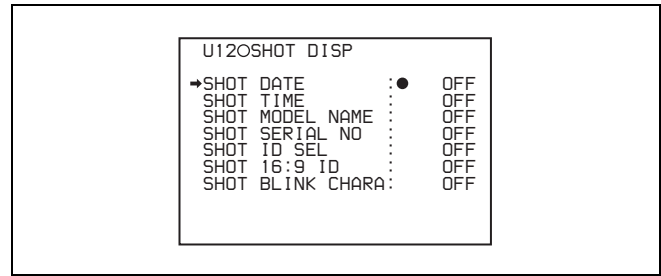 U12○SHOT DISP
➡SHOT DATE :● OFF
SHOT TIME : OFF
SHOT MODEL NAME : OFF
SHOT SERIAL NO : OFF
SHOT ID SEL : OFF
SHOT 16:9 ID : OFF
SHOT BLINK CHARA: OFF